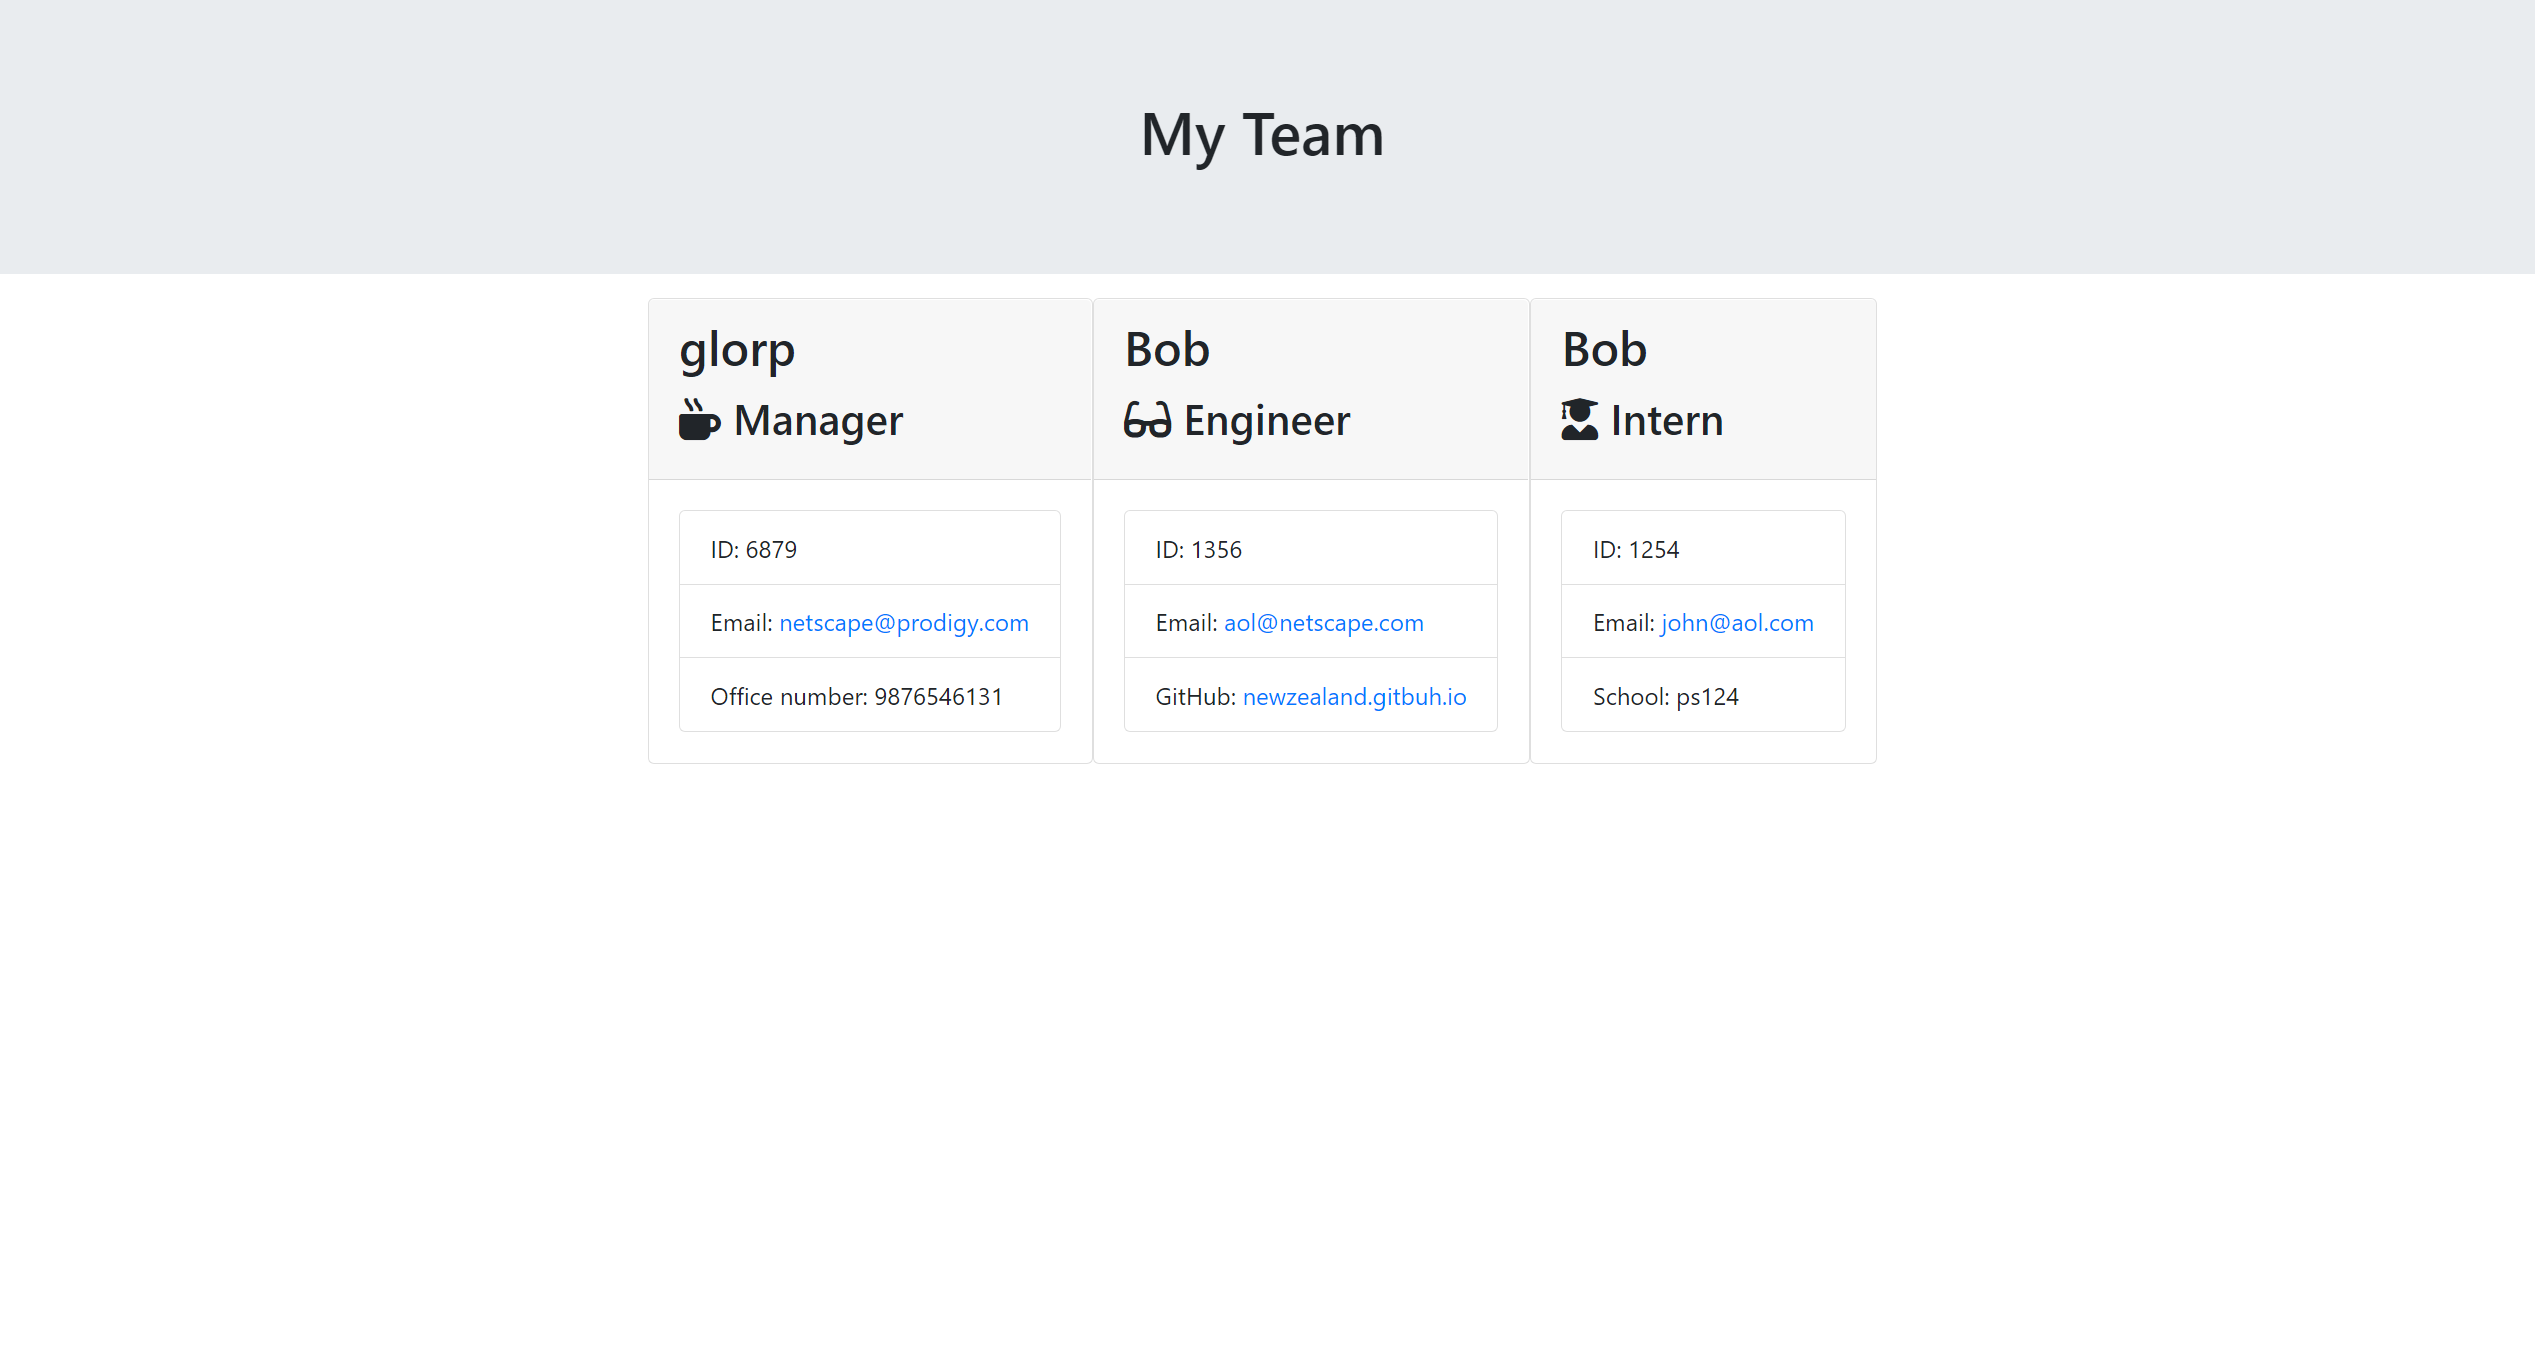 My Team
glorp
Manager
ID: 6879
Email: netscape@prodigy.com
Office number: 9876546131
Bob
Engineer
ID: 1356
Email: aol@netscape.com
GitHub: newzealand.gitbuh.io
Bob
Intern
ID: 1254
Email: john@aol.com
School: ps124